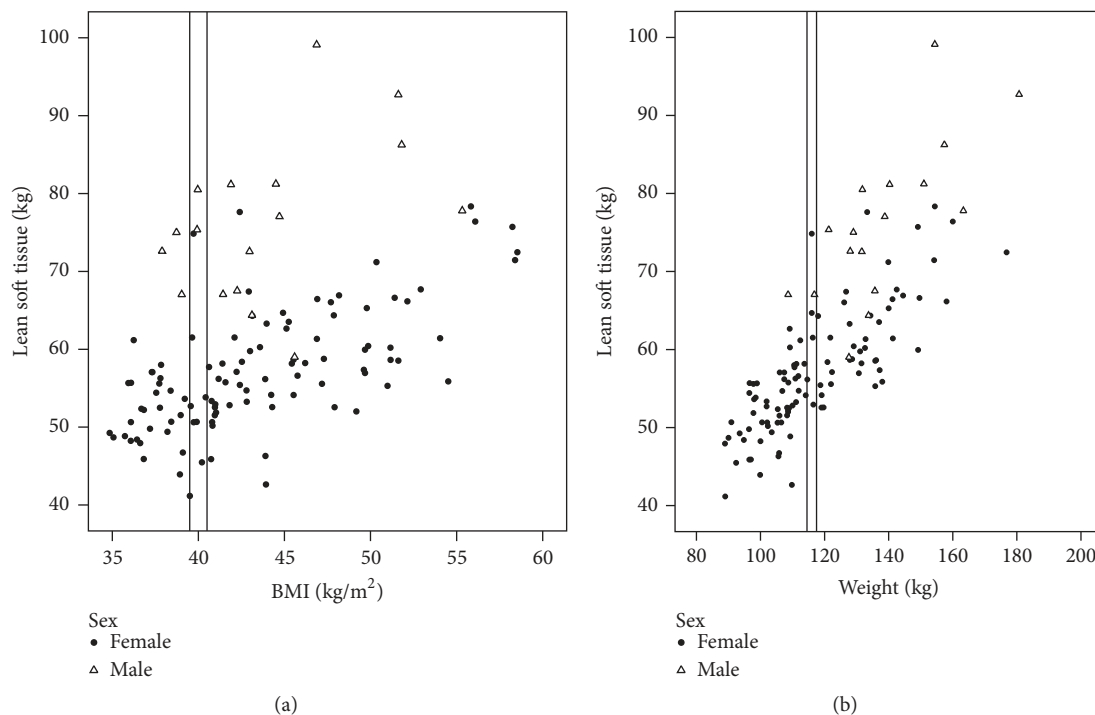 100
90
80
70
60
50
40
Lean soft tissue (kg)
35 40 45 50 55 60
BMI (kg/m²)
Sex
Female
Male
(a)
100
90
80
70
60
50
40
Lean soft tissue (kg)
80 100 120 140 160 180 200
Weight (kg)
Sex
Female
Male
(b)